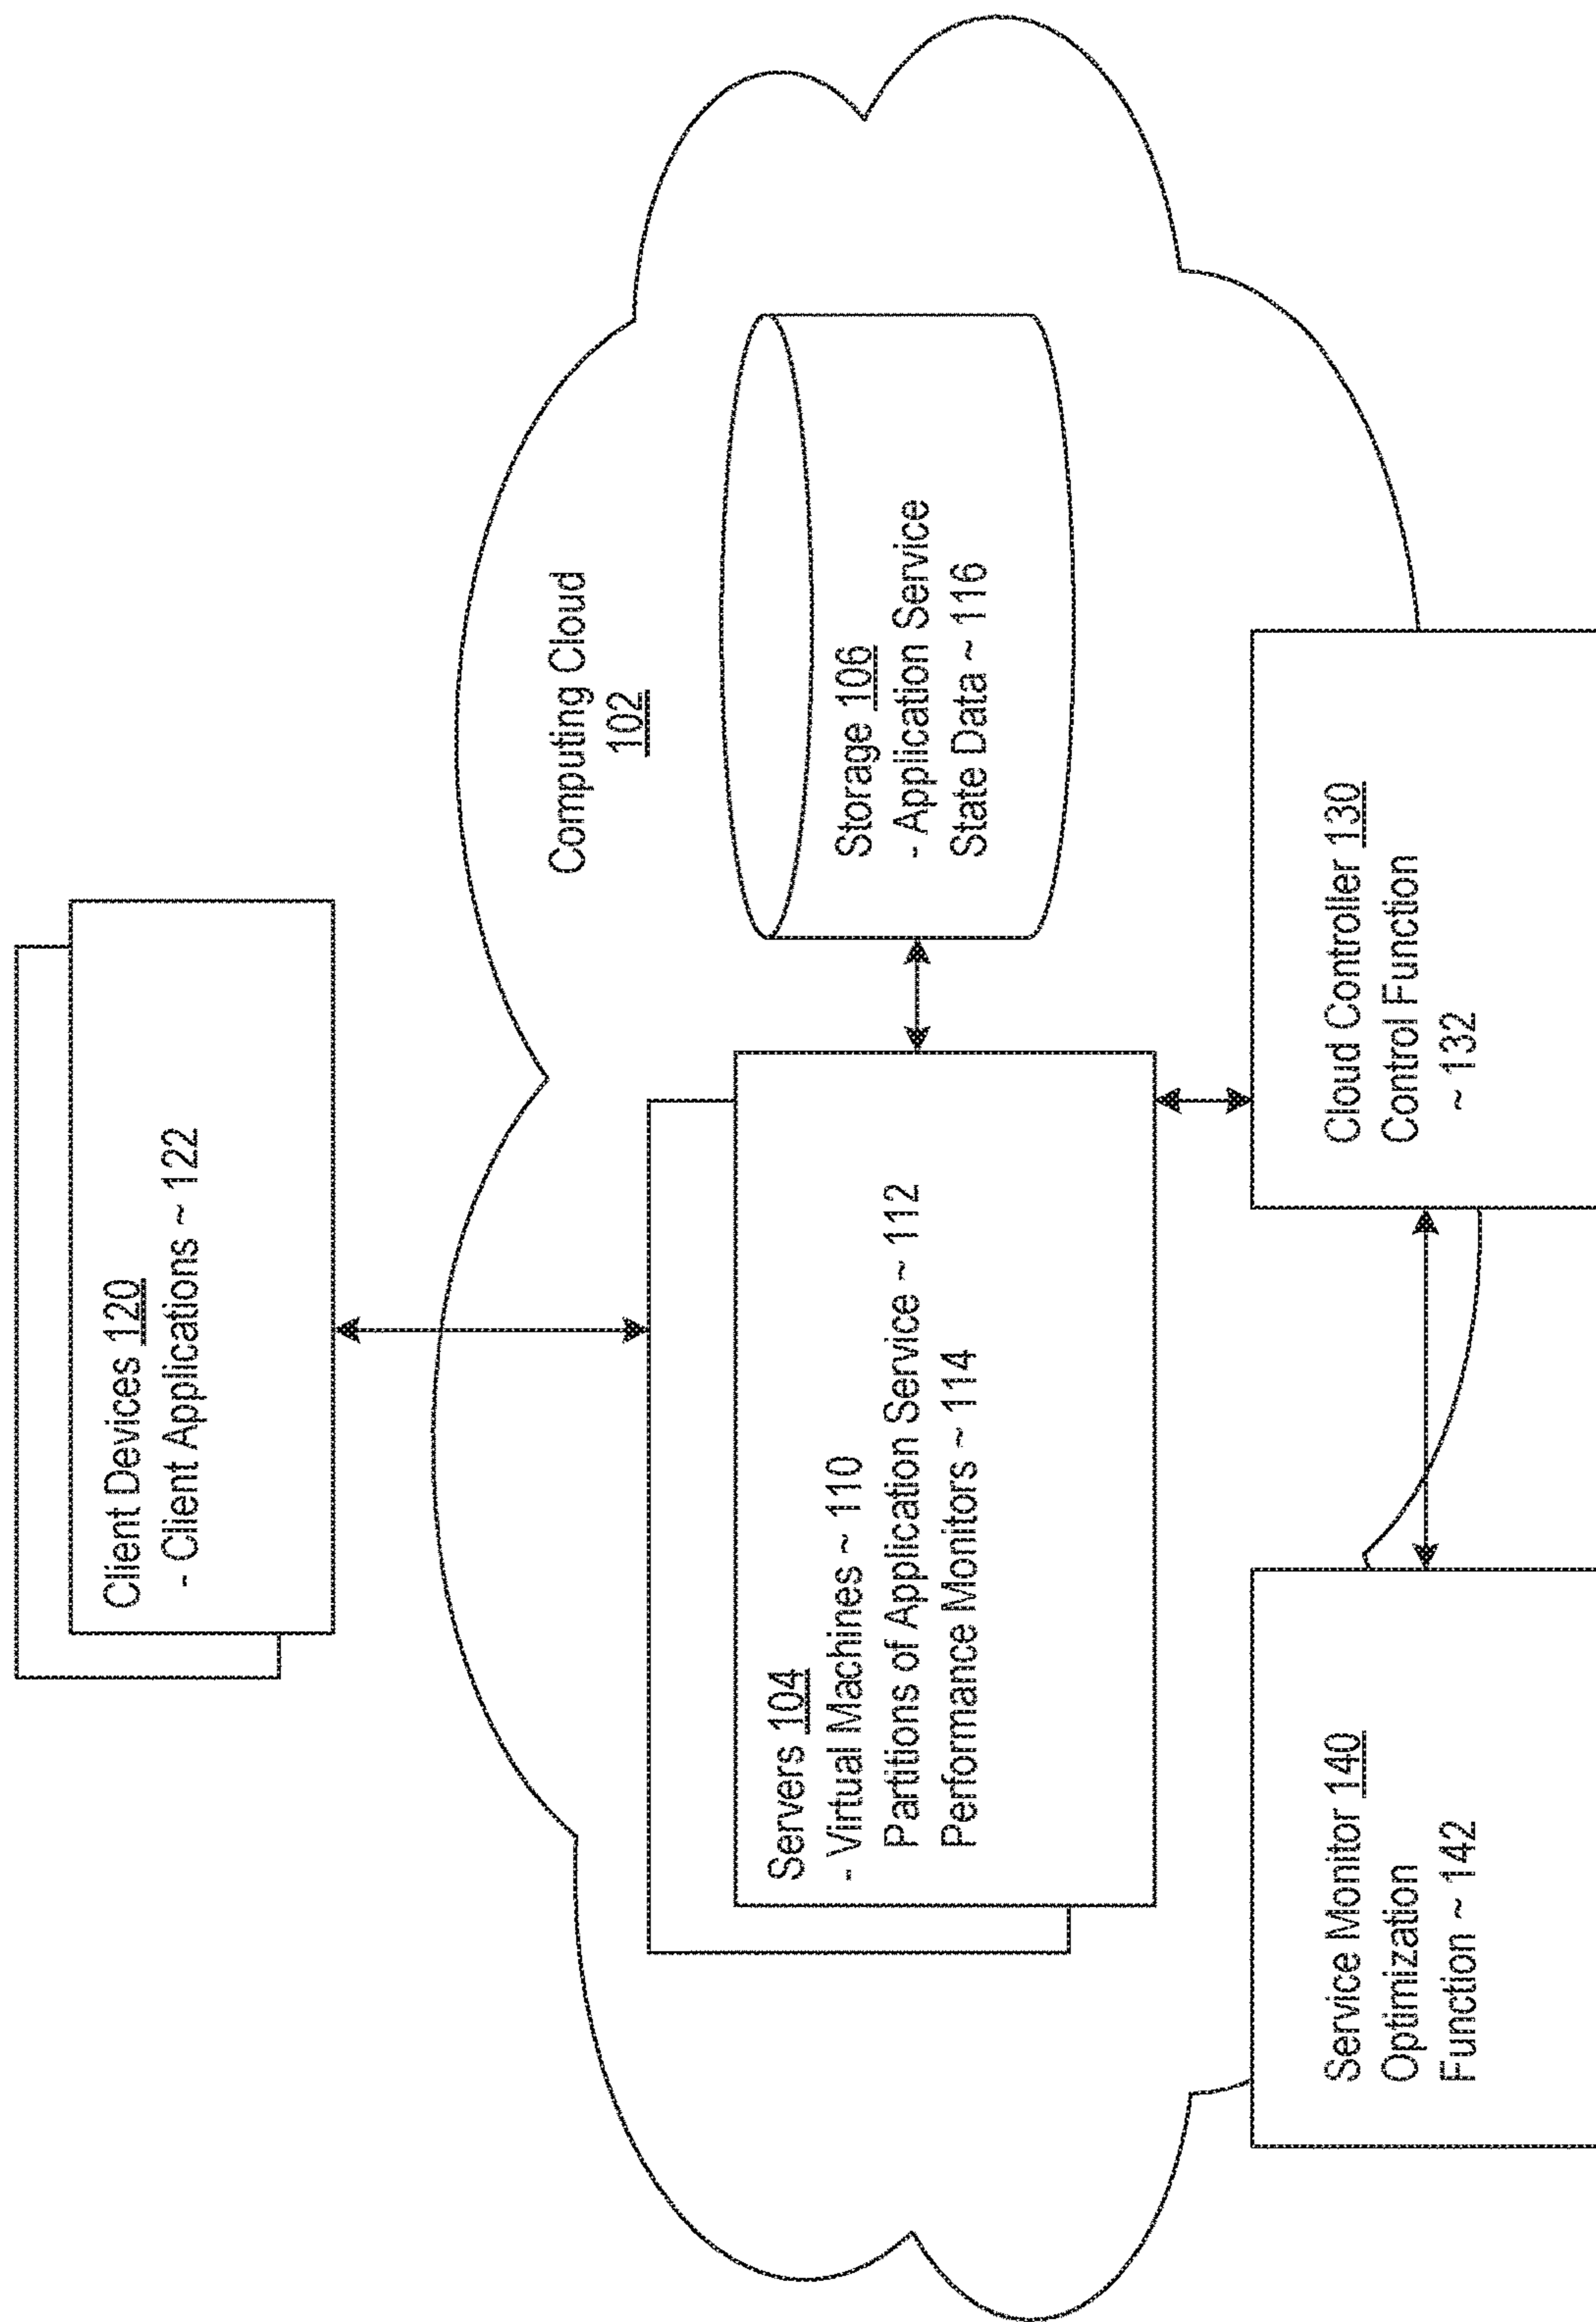 Client Devices 120
- Client Applications ~ 122
Computing Cloud
102
Servers 104
- Virtual Machines ~ 110
Partitions of Application Service ~ 112
Performance Monitors ~ 114
Storage 106
- Application Service
State Data ~ 116
Service Monitor 140
Optimization
Function ~ 142
Cloud Controller 130
Control Function
~ 132